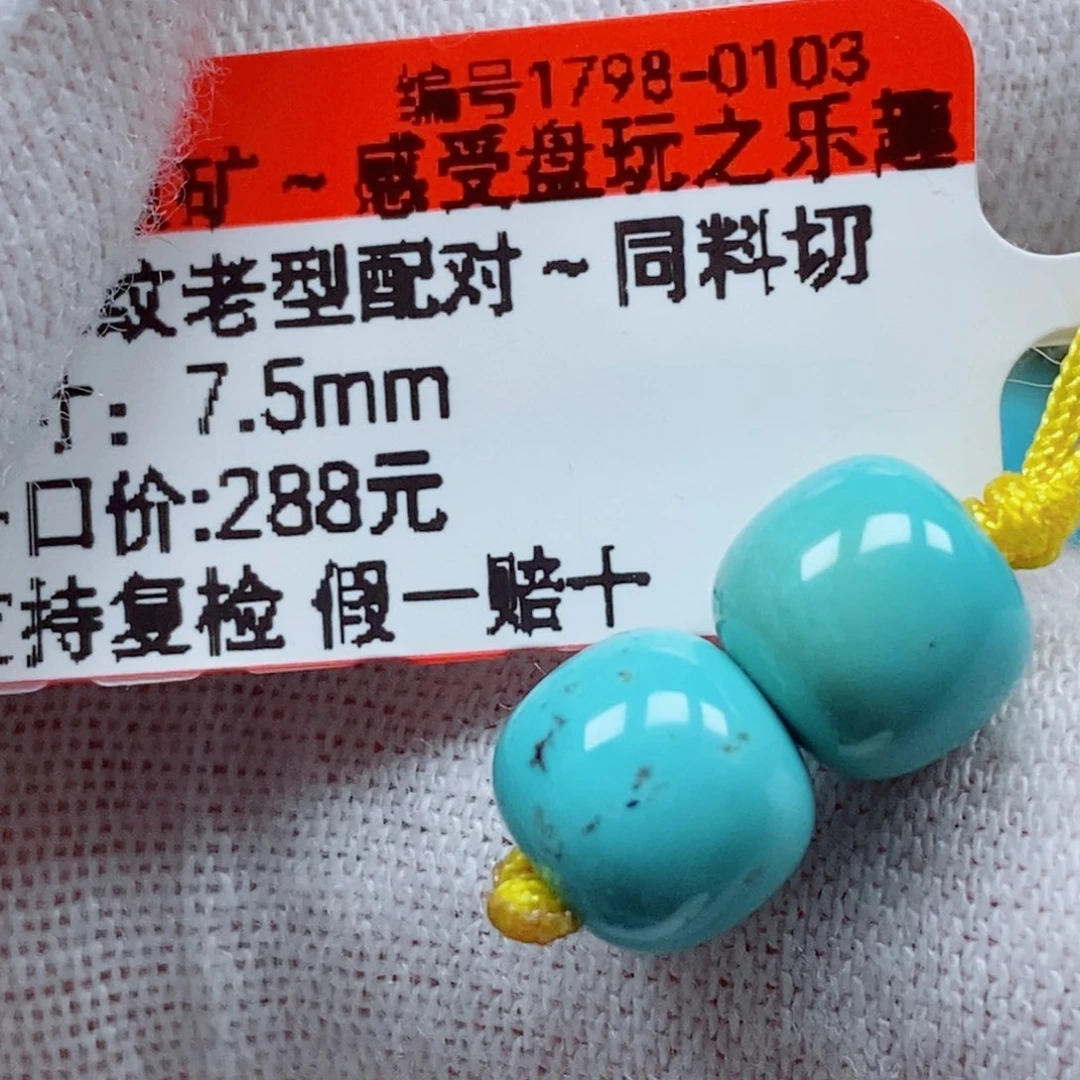 编号1798-0103
矿~感受盘玩之乐趣
纹老型配对~同料切
寸: 7.5mm
口价:288元
支持复检 假一赔十